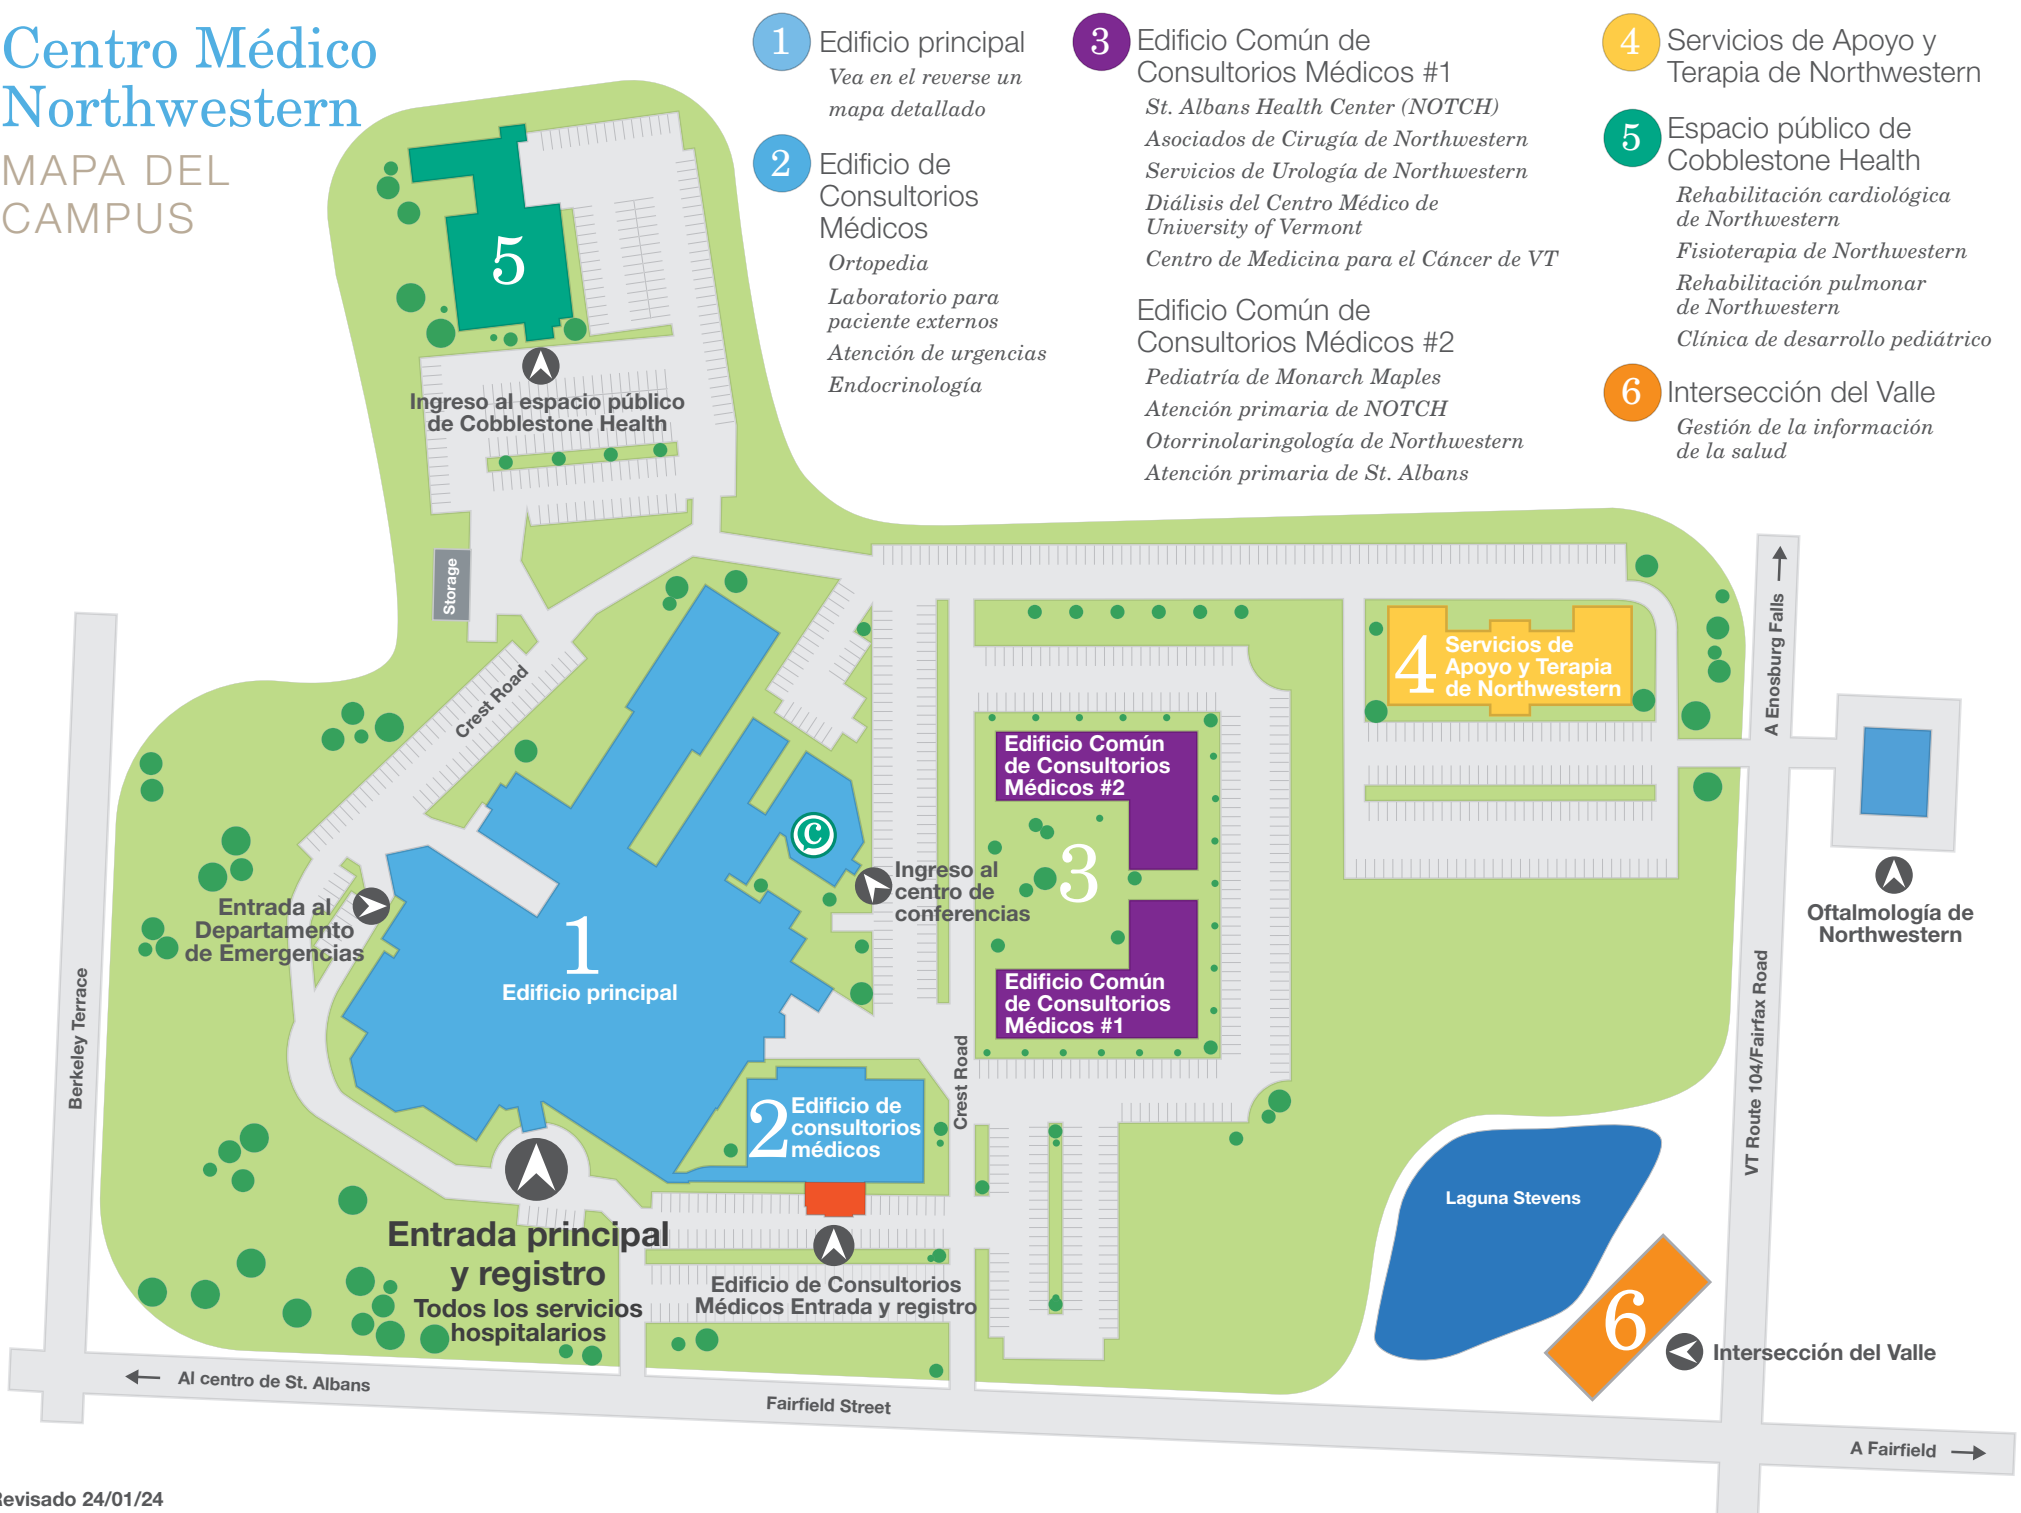 Centro Médico
Northwestern
MAPA DEL
CAMPUS
1
Edificio principal
Vea en el reverse un
mapa detallado
2
Edificio de
Consultorios
Médicos
Ortopedia
Laboratorio para
paciente externos
Atención de urgencias
Endocrinología
3
Edificio Común de
Consultorios Médicos #1
St. Albans Health Center (NOTCH)
Asociados de Cirugía de Northwestern
Servicios de Urología de Northwestern
Diálisis del Centro Médico de
University of Vermont
Centro de Medicina para el Cáncer de VT
Edificio Común de
Consultorios Médicos #2
Pediatría de Monarch Maples
Atención primaria de NOTCH
Otorrinolaringología de Northwestern
Atención primaria de St. Albans
4
Servicios de Apoyo y
Terapia de Northwestern
5
Espacio público de
Cobblestone Health
Rehabilitación cardiológica
de Northwestern
Fisioterapia de Northwestern
Rehabilitación pulmonar
de Northwestern
Clínica de desarrollo pediátrico
6
Intersección del Valle
Gestión de la información
de la salud
5
Ingreso al espacio público
de Cobblestone Health
Storage
Crest Road
4
Servicios de
Apoyo y Terapia
de Northwestern
A Enosburg Falls
Edificio Común
de Consultorios
Médicos #2
C
Ingreso al
centro de
conferencias
3
Entrada al
Departamento
de Emergencias
1
Edificio principal
Oftalmología de
Northwestern
Edificio Común
de Consultorios
Médicos #1
Berkeley Terrace
Crest Road
VT Route 104/Fairfax Road
2
Edificio de
consultorios
médicos
Laguna Stevens
Entrada principal
y registro
Todos los servicios
hospitalarios
Edificio de Consultorios
Médicos Entrada y registro
6
Intersección del Valle
Al centro de St. Albans
Fairfield Street
A Fairfield
Revisado 24/01/24